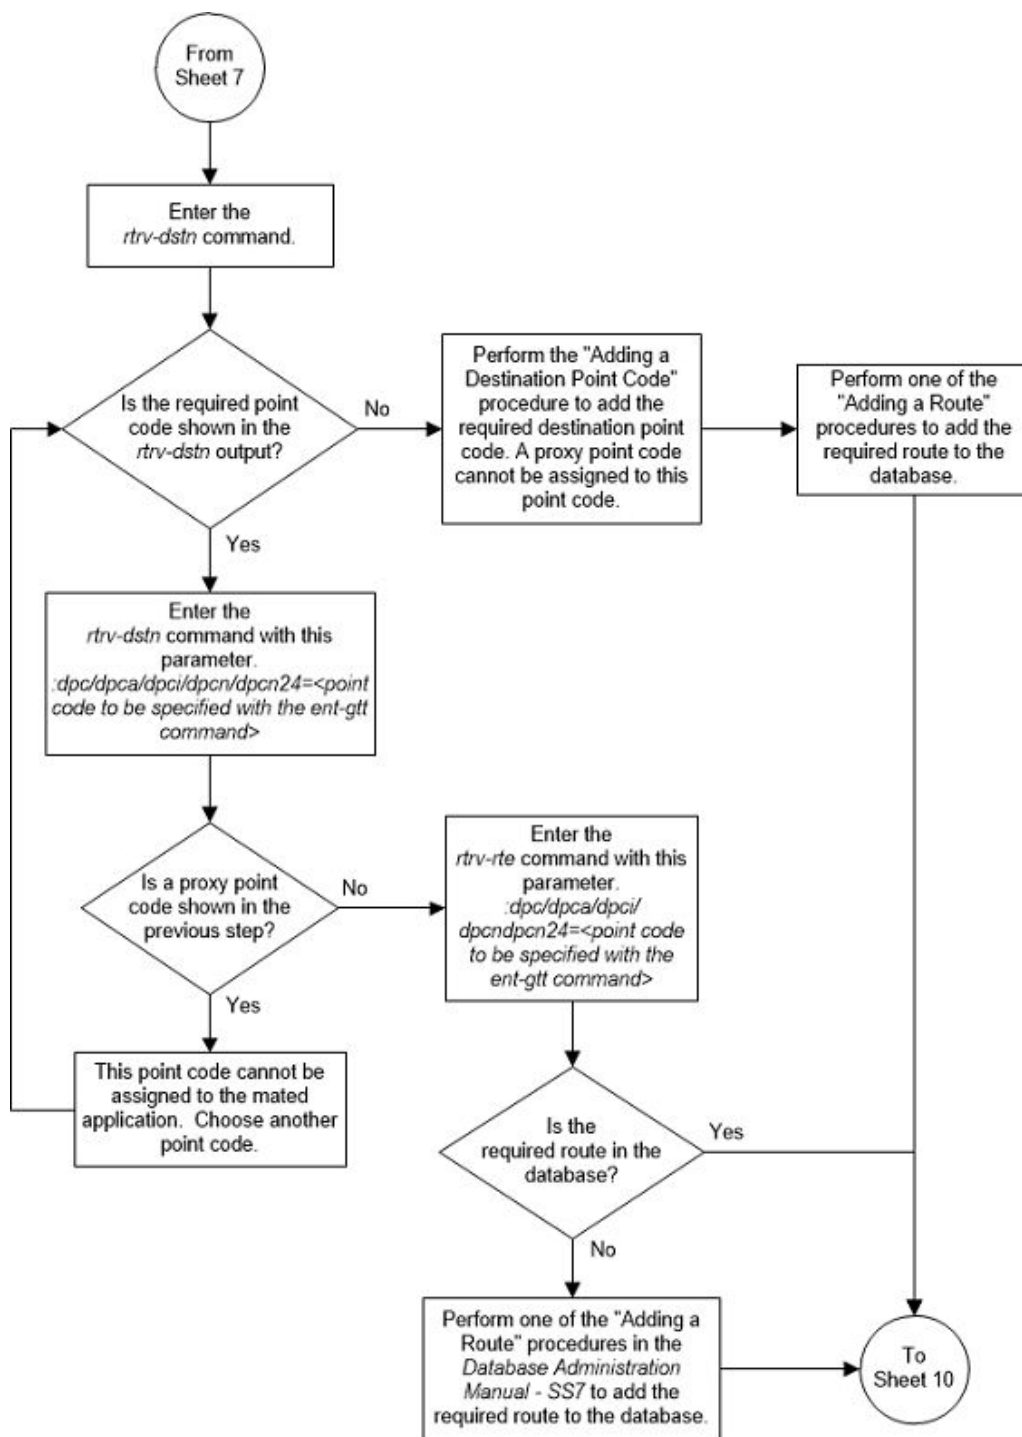 From
Sheet 7
Enter the
rtrv-dstn command.
Is the required point
code shown in the
rtrv-dstn output?
No
Perform the "Adding a
Destination Point Code"
procedure to add the
required destination point
code. A proxy point code
cannot be assigned to this
point code.
Perform one of the
"Adding a Route"
procedures to add the
required route to the
database.
Yes
Enter the
rtrv-dstn command with this
parameter.
:dpc/dpca/dpci/dpcn/dpcn24=<point
code to be specified with the ent-gtt
command>
Is a proxy point
code shown in the
previous step?
No
Enter the
rtrv-rte command with this
parameter.
:dpc/dpca/dpci/
dpcndpcn24=<point code
to be specified with the
ent-gtt command>
Yes
This point code cannot be
assigned to the mated
application. Choose another
point code.
Is the
required route in the
database?
Yes
No
Perform one of the "Adding a
Route" procedures in the
Database Administration
Manual - SS7 to add the
required route to the database.
To
Sheet 10